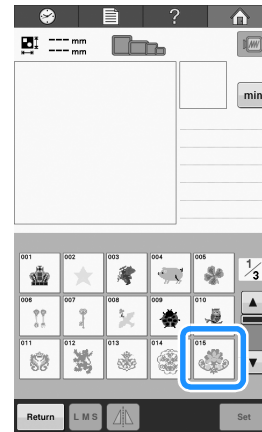 ?
--- mm
--- mm
min
001 002 003 004 005
1/3
006 007 008 009 010
011 012 013 014 015
Return L M S Set